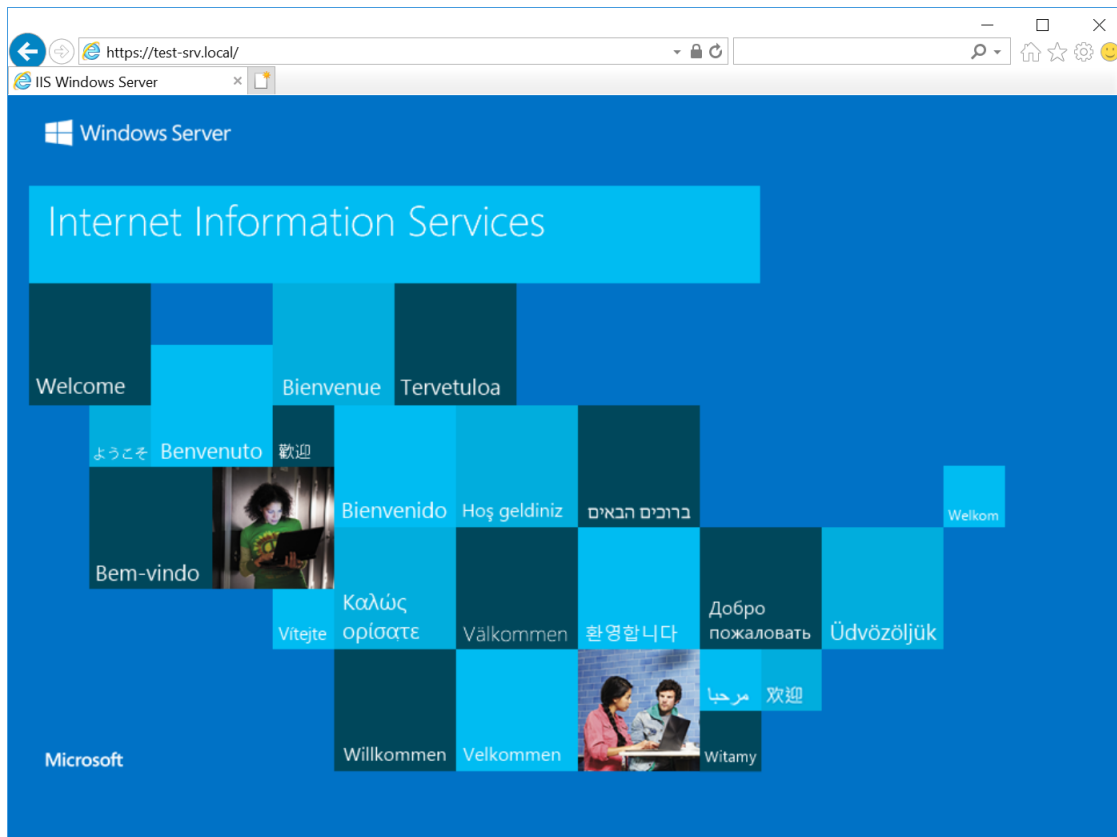 https://test-srv.local/
IIS Windows Server
Windows Server
Internet Information Services
Welcome
Bienvenue
Tervetuloa
ようこそ
Benvenuto
歡迎
Bienvenido
Hoş geldiniz
ברוכים הבאים
Welkom
Bem-vindo
Vítejte
Καλώς
ορίσατε
Välkommen
환영합니다
Добро
пожаловать
Üdvözöljük
مرحبا
欢迎
Willkommen
Velkommen
Witamy
Microsoft